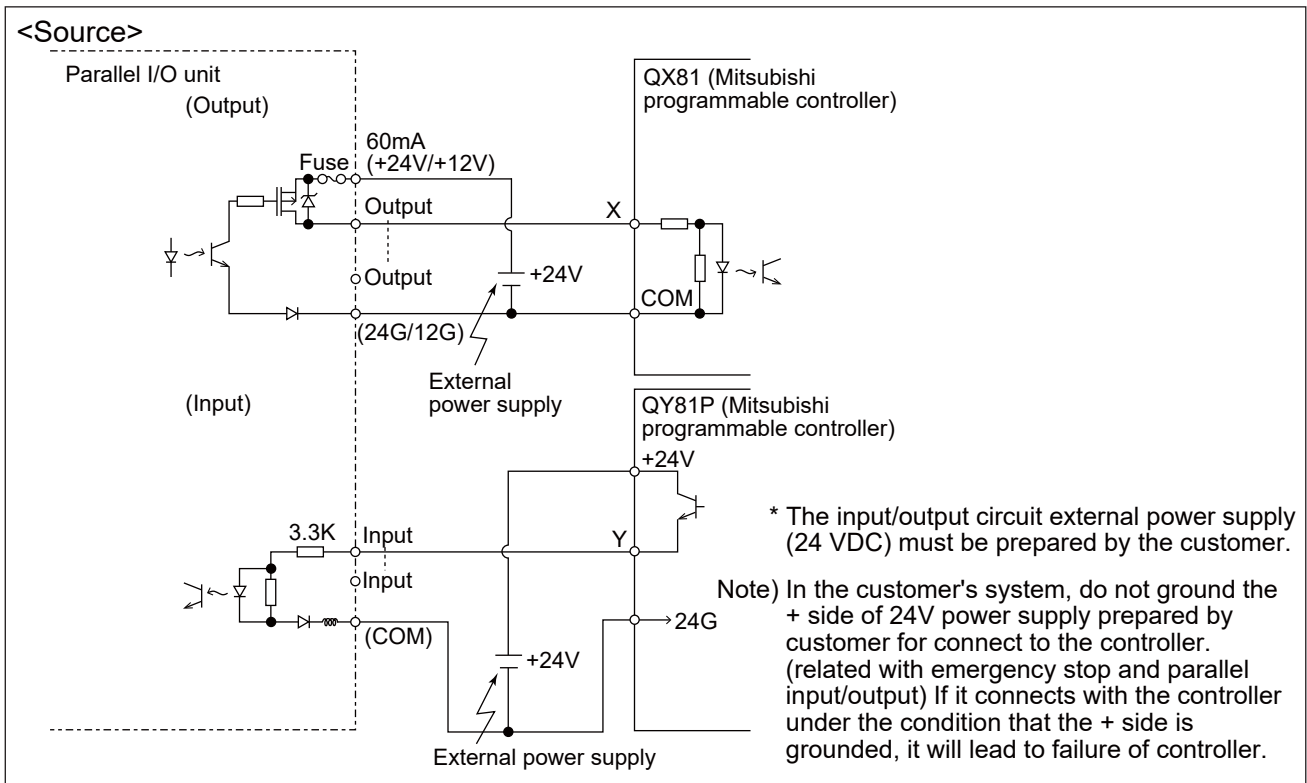 <Source>
Parallel I/O unit
(Output)
QX81 (Mitsubishi
programmable controller)
60mA
(+24V/+12V)
Fuse
Output
X
Output
+24V
COM
(24G/12G)
External
power supply
(Input)
QY81P (Mitsubishi
programmable controller)
+24V
3.3K
Input
Y
Input
(COM)
24G
+24V
External power supply
* The input/output circuit external power supply
(24 VDC) must be prepared by the customer.
Note) In the customer's system, do not ground the
+ side of 24V power supply prepared by
customer for connect to the controller.
(related with emergency stop and parallel
input/output) If it connects with the controller
under the condition that the + side is
grounded, it will lead to failure of controller.